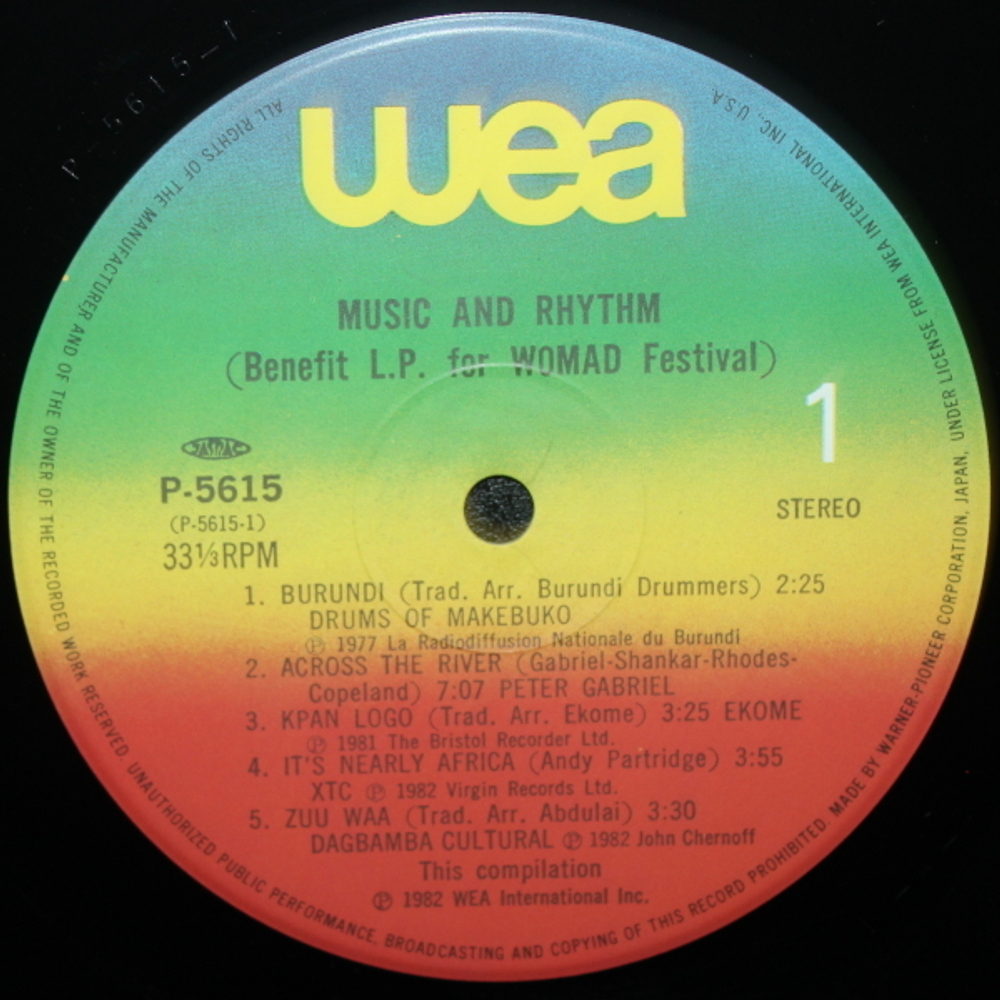 P-5615-1
wea
MUSIC AND RHYTHM
(Benefit L.P. for WOMAD Festival)
1
P-5615
(P-5615-1)
33⅓RPM
STEREO
1. BURUNDI (Trad. Arr. Burundi Drummers) 2:25
DRUMS OF MAKEBUKO
℗ 1977 La Radiodiffusion Nationale du Burundi
2. ACROSS THE RIVER (Gabriel-Shankar-Rhodes-
Copeland) 7:07 PETER GABRIEL
3. KPAN LOGO (Trad. Arr. Ekome) 3:25 EKOME
℗ 1981 The Bristol Recorder Ltd.
4. IT'S NEARLY AFRICA (Andy Partridge) 3:55
XTC ℗ 1982 Virgin Records Ltd.
5. ZUU WAA (Trad. Arr. Abdulai) 3:30
DAGBAMBA CULTURAL ℗ 1982 John Chernoff
This compilation
℗ 1982 WEA International Inc.
ALL RIGHTS OF THE MANUFACTURER AND OF THE OWNER OF THE RECORDED WORK RESERVED. UNAUTHORIZED PUBLIC PERFORMANCE, BROADCASTING AND COPYING OF THIS RECORD PROHIBITED. MADE BY WARNER-PIONEER CORPORATION, JAPAN, UNDER LICENSE FROM WEA INTERNATIONAL INC., U.S.A.